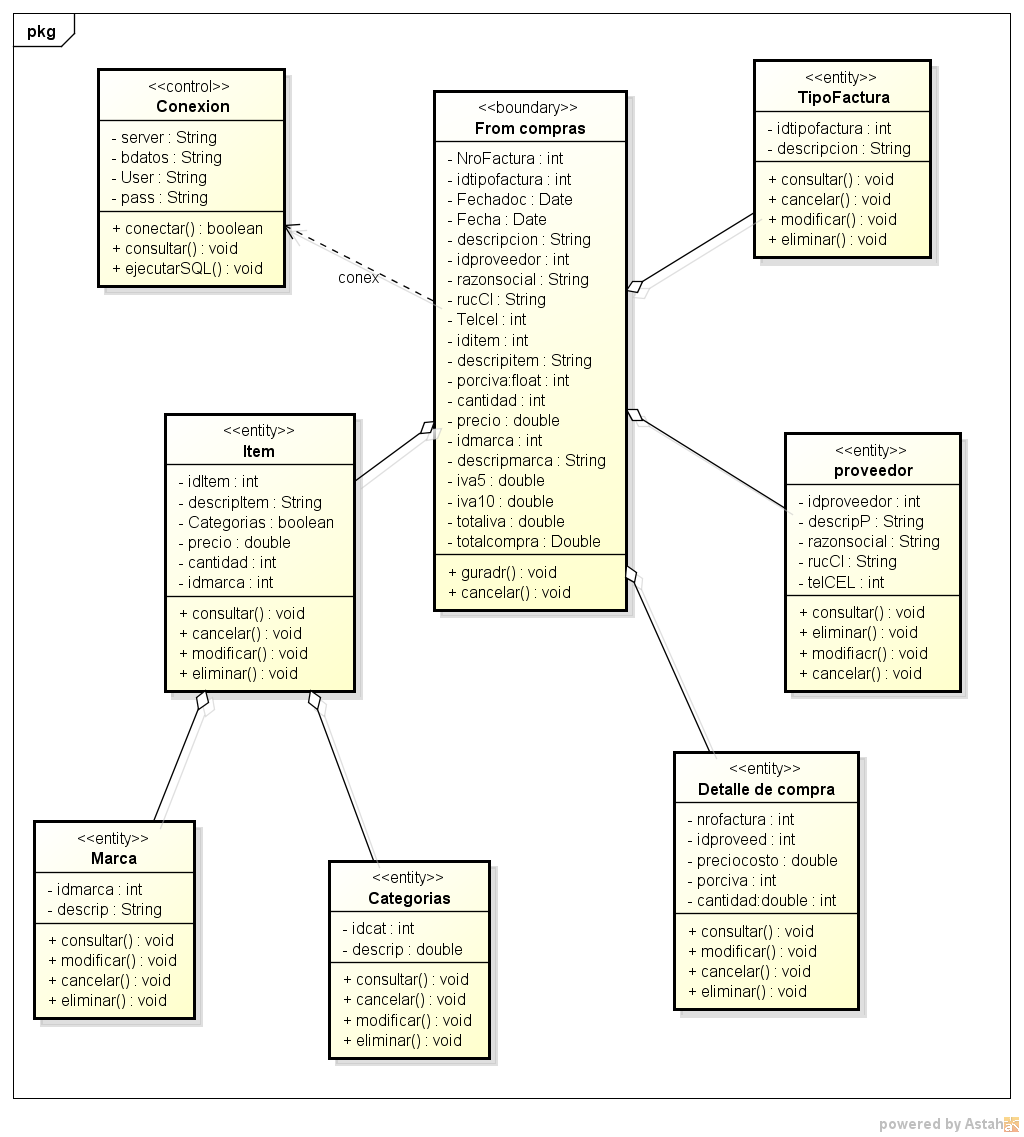 pkg
<<control>>
Conexion
- server : String
- bdatos : String
- User : String
- pass : String
+ conectar() : boolean
+ consultar() : void
+ ejecutarSQL() : void
conex
<<boundary>>
From compras
- NroFactura : int
- idtipofactura : int
- Fechadoc : Date
- Fecha : Date
- descripcion : String
- idproveedor : int
- razonsocial : String
- rucCI : String
- Telcel : int
- iditem : int
- descripitem : String
- porciva:float : int
- cantidad : int
- precio : double
- idmarca : int
- descripmarca : String
- iva5 : double
- iva10 : double
- totaliva : double
- totalcompra : Double
+ guradr() : void
+ cancelar() : void
<<entity>>
TipoFactura
- idtipofactura : int
- descripcion : String
+ consultar() : void
+ cancelar() : void
+ modificar() : void
+ eliminar() : void
<<entity>>
Item
- idItem : int
- descripItem : String
- Categorias : boolean
- precio : double
- cantidad : int
- idmarca : int
+ consultar() : void
+ cancelar() : void
+ modificar() : void
+ eliminar() : void
<<entity>>
proveedor
- idproveedor : int
- descripP : String
- razonsocial : String
- rucCI : String
- telCEL : int
+ consultar() : void
+ eliminar() : void
+ modifiacr() : void
+ cancelar() : void
<<entity>>
Marca
- idmarca : int
- descrip : String
+ consultar() : void
+ modificar() : void
+ cancelar() : void
+ eliminar() : void
<<entity>>
Categorias
- idcat : int
- descrip : double
+ consultar() : void
+ cancelar() : void
+ modificar() : void
+ eliminar() : void
<<entity>>
Detalle de compra
- nrofactura : int
- idproveed : int
- preciocosto : double
- porciva : int
- cantidad:double : int
+ consultar() : void
+ modificar() : void
+ cancelar() : void
+ eliminar() : void
powered by Astah